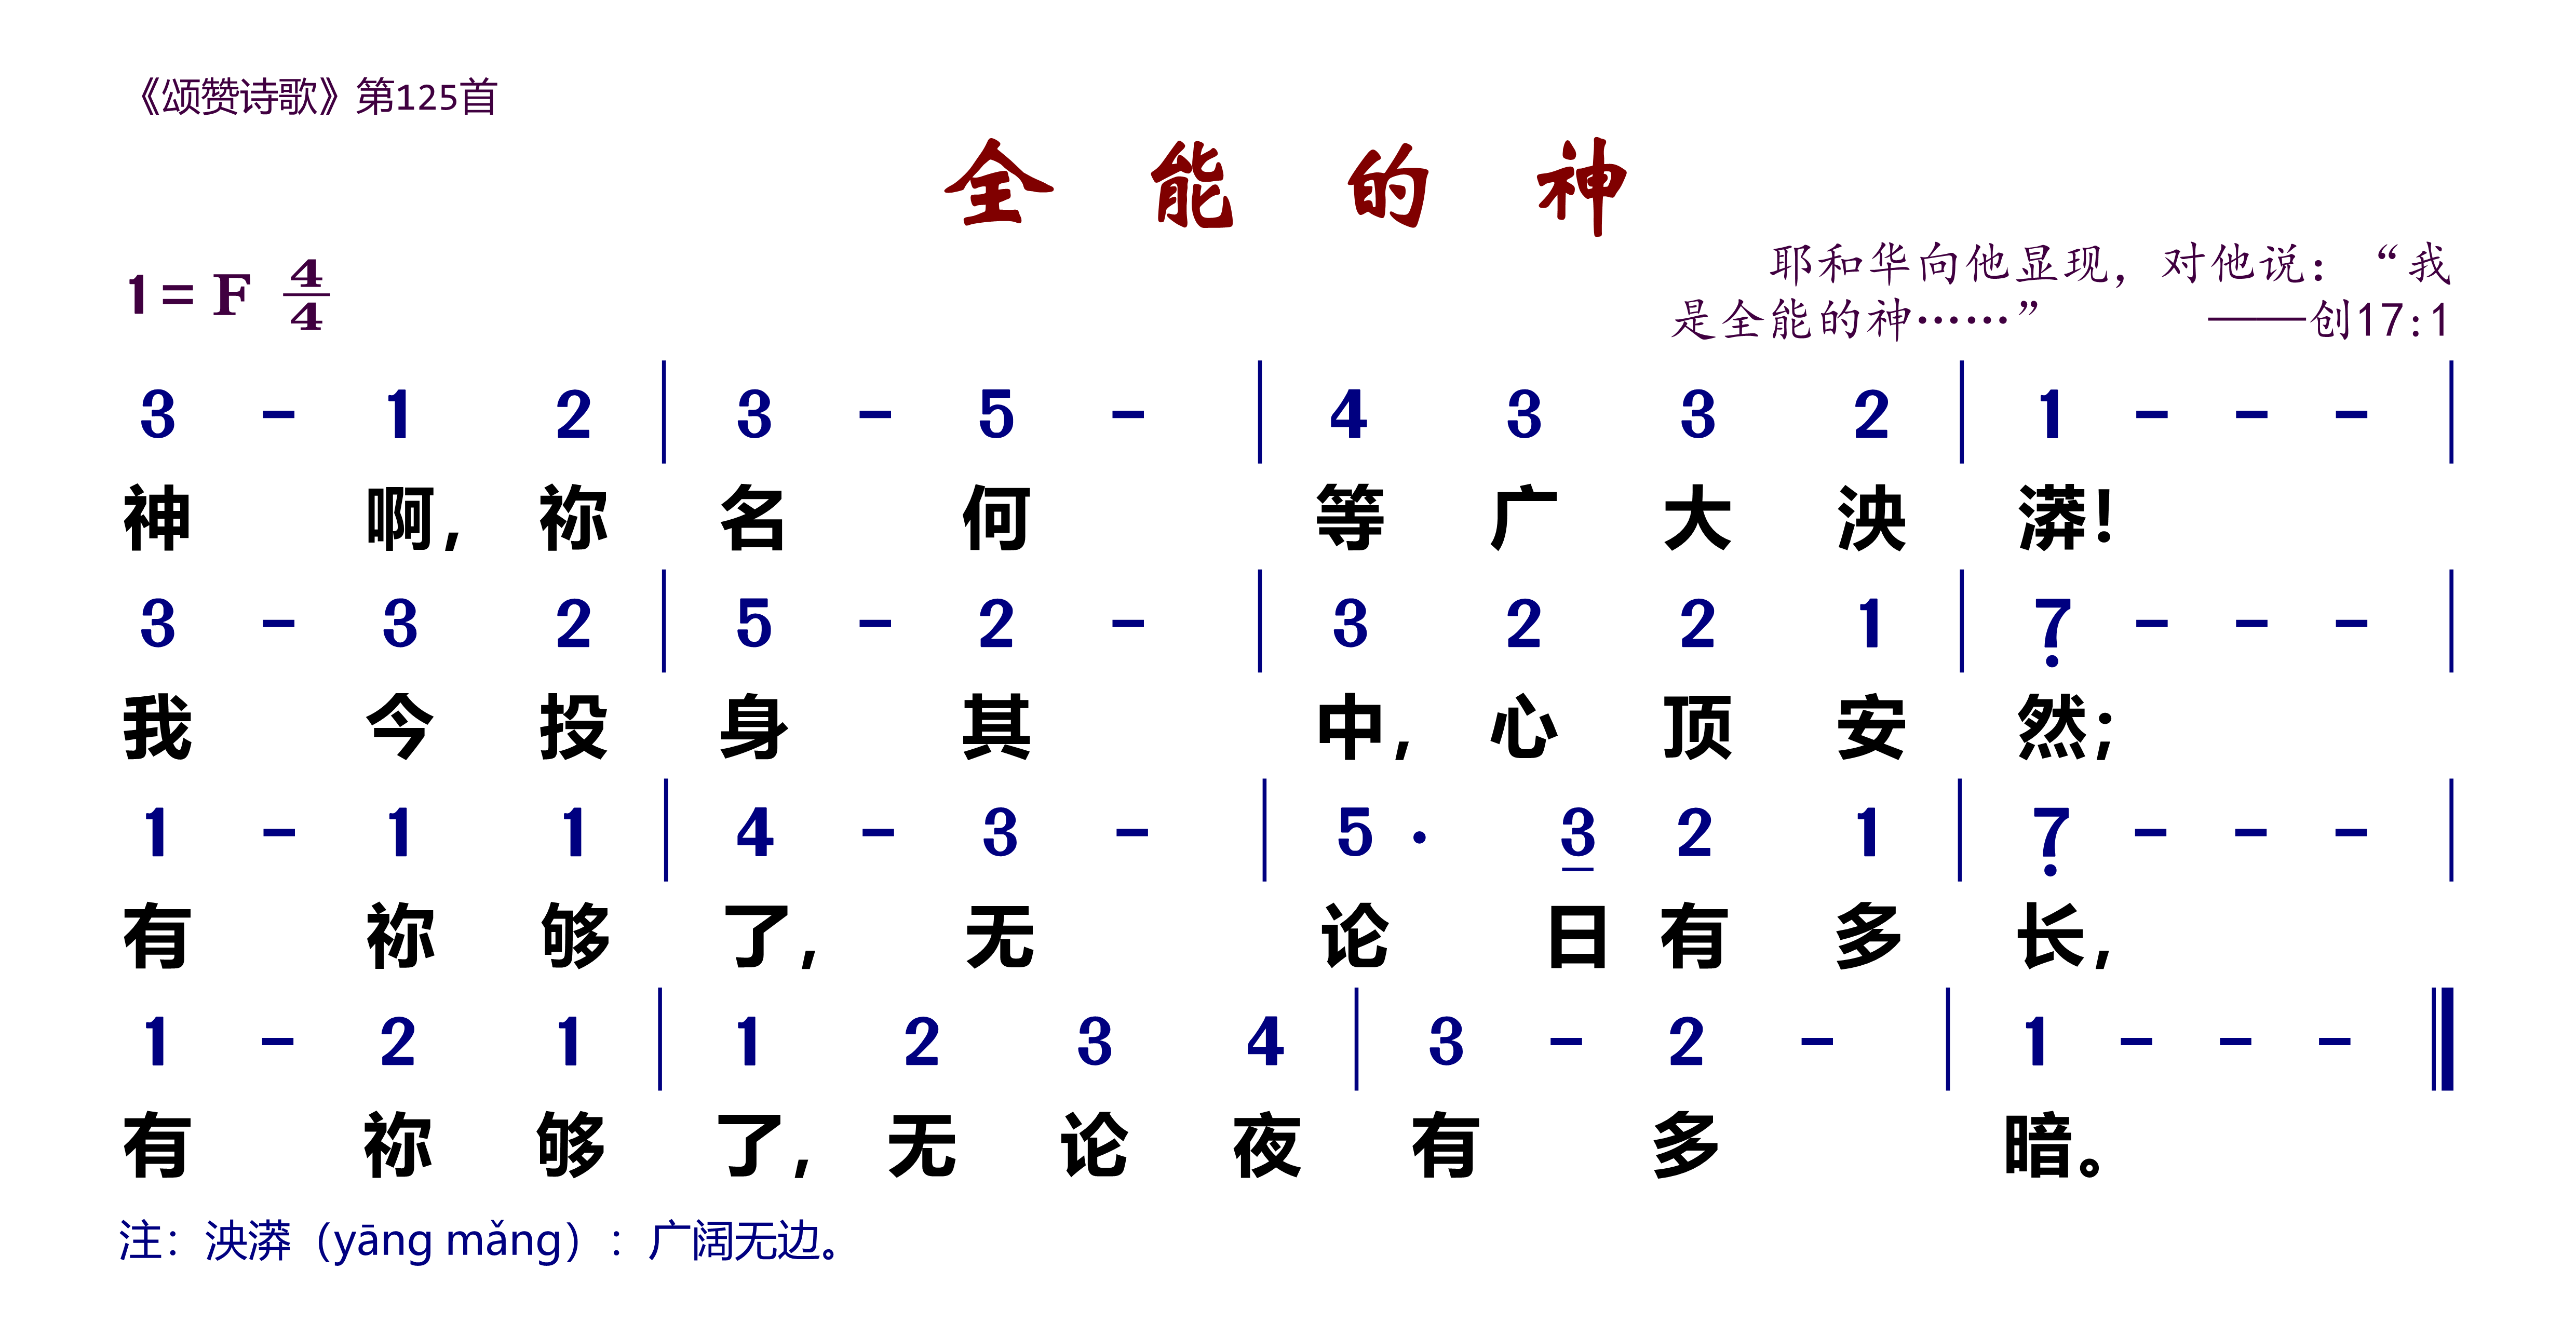 《颂赞诗歌》第125首
全能的神
1=F 4/4
耶和华向他显现，对他说：“我
是全能的神……” ——创17:1
3 - 1 2 | 3 - 5 - | 4 3 3 2 | 1 - - - |
神 啊，祢 名 何 等 广 大 泱 漭！
3 - 3 2 | 5 - 2 - | 3 2 2 1 | 7̣ - - - |
我 今 投 身 其 中，心 顶 安 然；
1 - 1 1 | 4 - 3 - | 5 · 3̲ 2 1 | 7̣ - - - |
有 祢 够 了，无 论 日 有 多 长，
1 - 2 1 | 1 2 3 4 | 3 - 2 - | 1 - - - ‖
有 祢 够 了，无 论 夜 有 多 暗。
注：泱漭（yāng mǎng）：广阔无边。